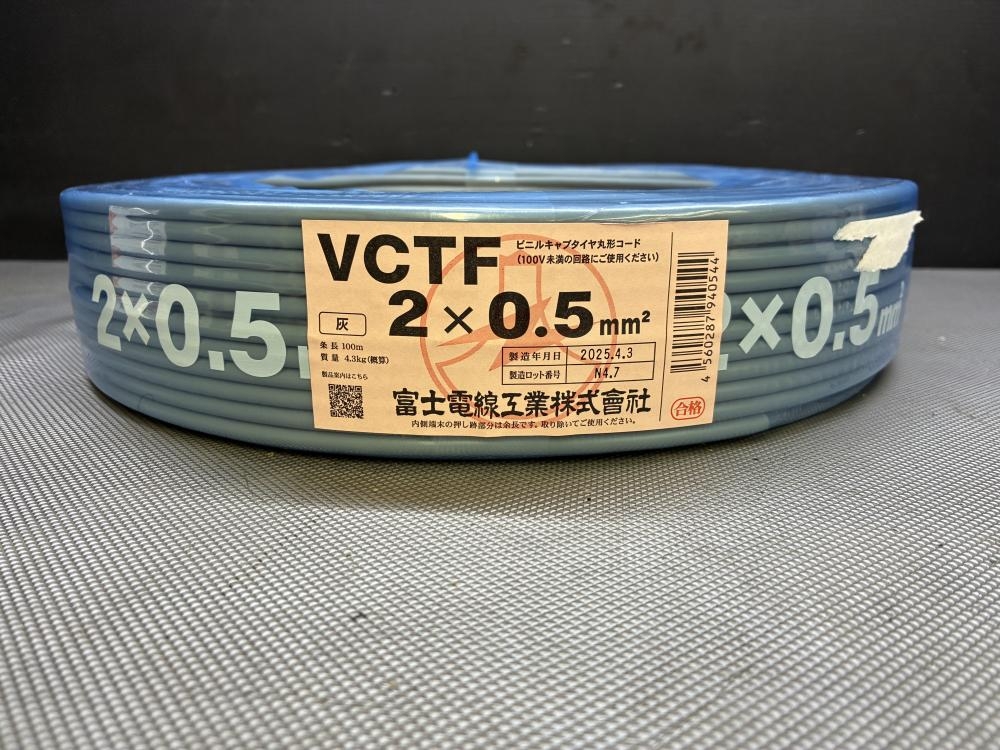 VCTF
ビニルキャブタイヤ丸形コード
(100V未満の回路にご使用ください)
2×0.5mm²
灰
条長 100m
質量 4.3kg(概算)
製品案内はこちら
製造年月日 2025.4.3
製造ロット番号 N4.7
富士電線工業株式會社
内側端末の押し跡部分は余長です。取り除いてご使用ください。
4 560287 940544
合格
2×0.5
2×0.5mm²